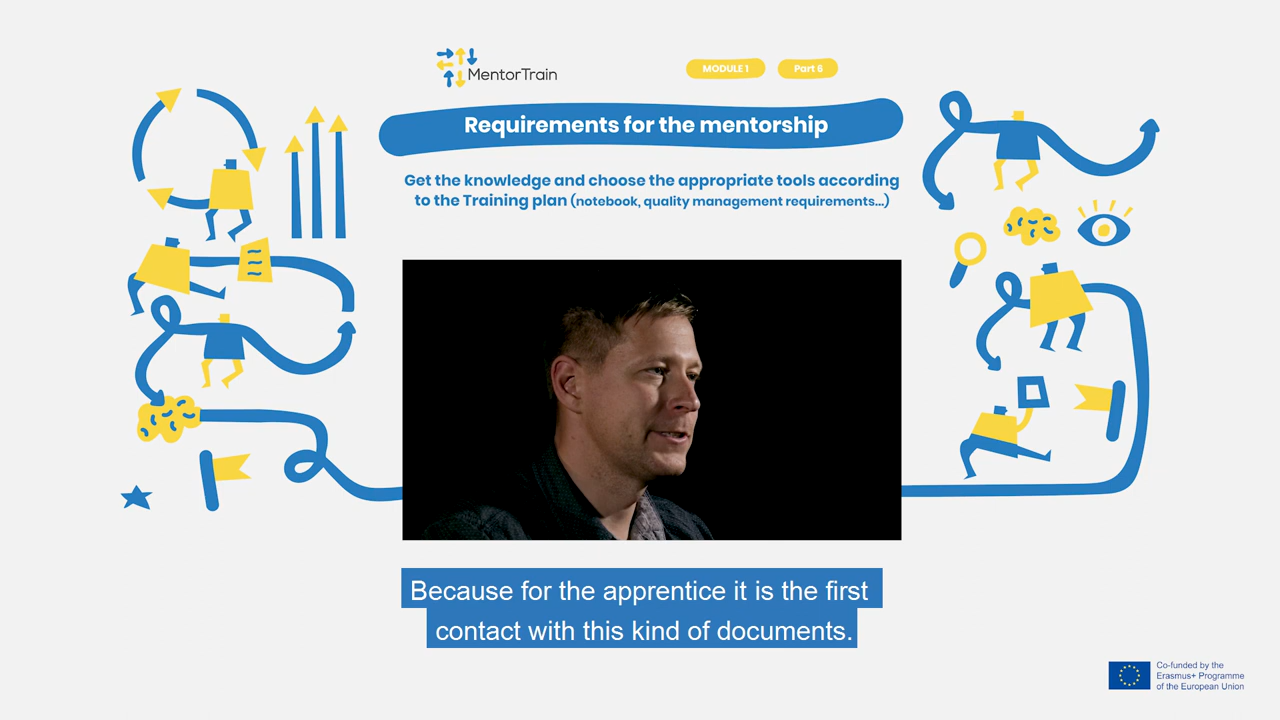 MentorTrain
MODULE 1
Part 6
Requirements for the mentorship
Get the knowledge and choose the appropriate tools according
to the Training plan (notebook, quality management requirements...)
Because for the apprentice it is the first
contact with this kind of documents.
Co-funded by the
Erasmus+ Programme
of the European Union